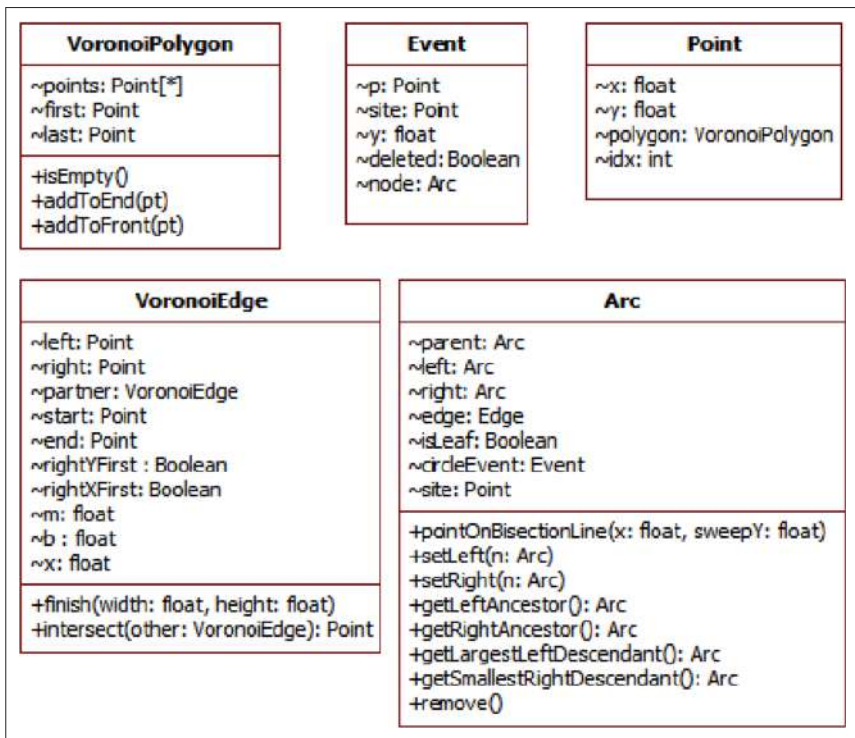 VoronoiPolygon
~points: Point[*]
~first: Point
~last: Point
+isEmpty()
+addToEnd(pt)
+addToFront(pt)
Event
~p: Point
~site: Point
~y: float
~deleted: Boolean
~node: Arc
Point
~x: float
~y: float
~polygon: VoronoiPolygon
~idx: int
VoronoiEdge
~left: Point
~right: Point
~partner: VoronoiEdge
~start: Point
~end: Point
~rightYFirst : Boolean
~rightXFirst: Boolean
~m: float
~b : float
~x: float
+finish(width: float, height: float)
+intersect(other: VoronoiEdge): Point
Arc
~parent: Arc
~left: Arc
~right: Arc
~edge: Edge
~isLeaf: Boolean
~circleEvent: Event
~site: Point
+pointOnBisectionLine(x: float, sweepY: float)
+setLeft(n: Arc)
+setRight(n: Arc)
+getLeftAncestor(): Arc
+getRightAncestor(): Arc
+getLargestLeftDescendant(): Arc
+getSmallestRightDescendant(): Arc
+remove()